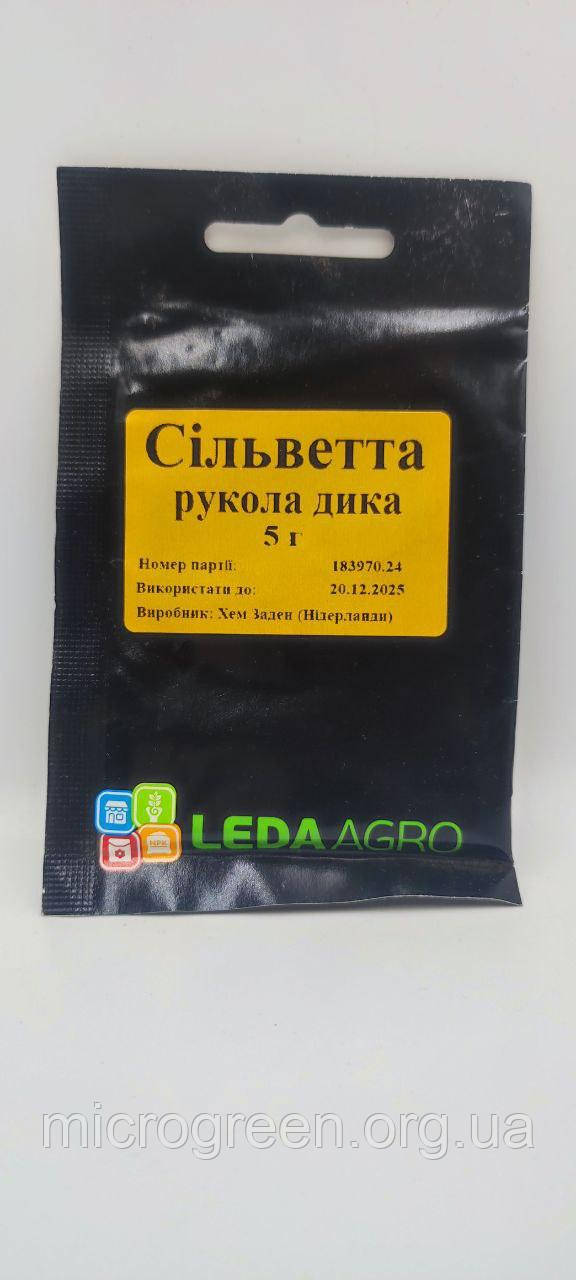 Сільветта
рукола дика
5 г
Номер партії: 183970.24
Використати до: 20.12.2025
Виробник: Хем Заден (Нідерланди)
NPK
LEDA AGRO
microgreen.org.ua